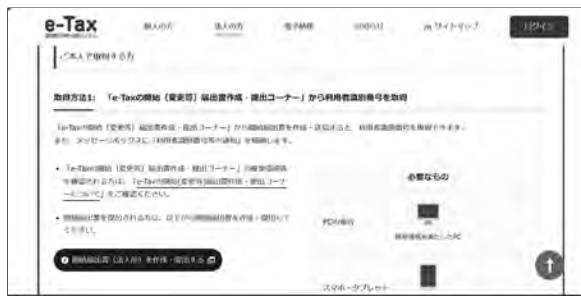 e-Tax
個人の方 法人の方 サイトマップ ログイン
ご本人で取得する方
取得方法1: 「e-Taxの開始（変更等）届出書作成・提出コーナー」から利用者識別番号を取得
「e-Taxの開始（変更等）届出書作成・提出コーナー」から開始届出書を作成・送信すると、利用者識別番号を取得できます。
また、メッセージボックスに「利用者識別番号等の通知」を格納します。
• 「e-Taxの開始（変更等）届出書作成・提出コーナー」の
を確認される方は、「e-Taxの開始(変更等)届出書作成・提出コーナ
ーについて」をご確認ください。
• 開始届出書を提出される方は、以下から開始届出書を作成・提出して
ください。
開始届出書（法人用）を作成・提出する
必要なもの
PCの場合
PC
スマホ・タブレット